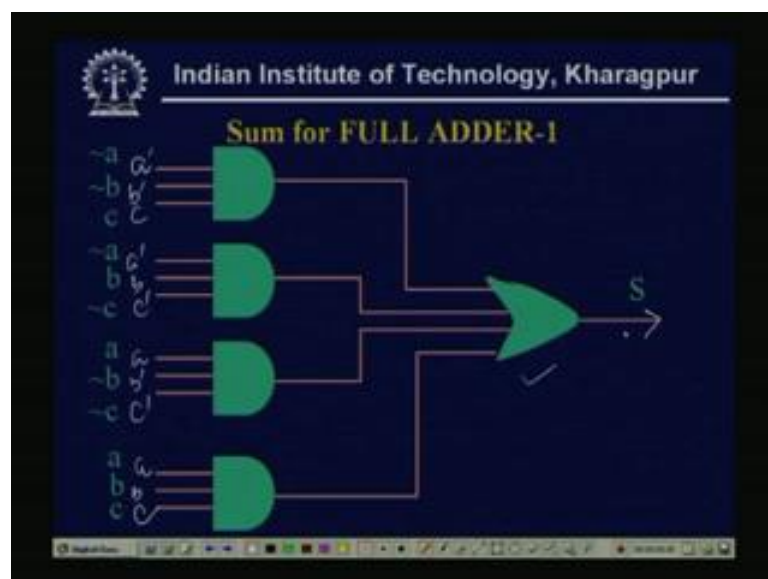 Indian Institute of Technology, Kharagpur
Sum for FULL ADDER-1
~a a'
~b b'
c c
~a a'
b b
~c c'
S
a a
~b b'
~c c'
a a
b b
c c